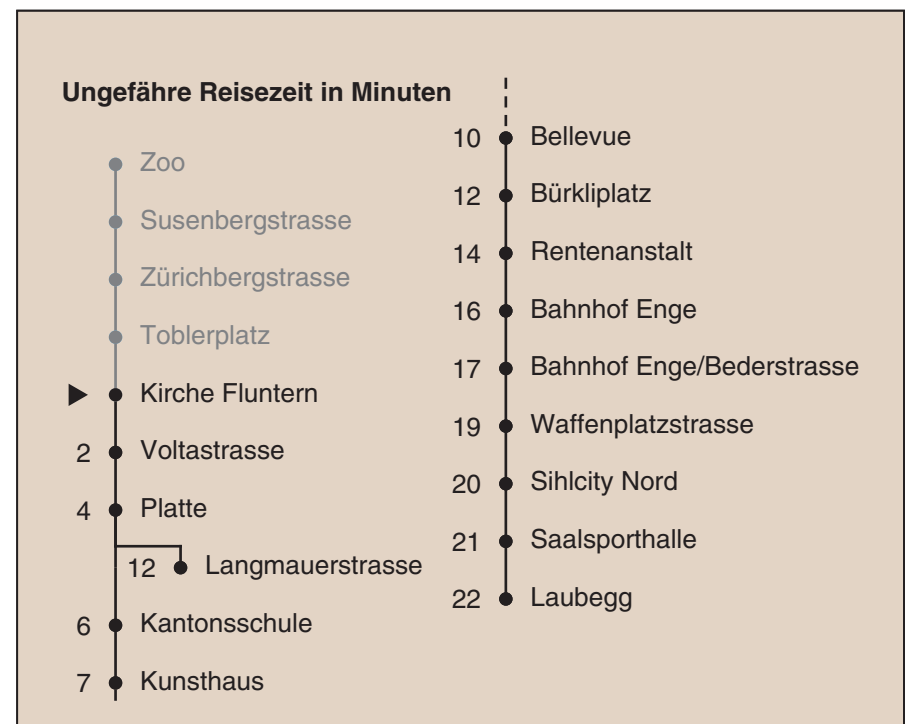 Ungefähre Reisezeit in Minuten
Zoo
Susenbergstrasse
Zürichbergstrasse
Toblerplatz
Kirche Fluntern
2 Voltastrasse
4 Platte
12 Langmauerstrasse
6 Kantonsschule
7 Kunsthaus
10 Bellevue
12 Bürkliplatz
14 Rentenanstalt
16 Bahnhof Enge
17 Bahnhof Enge/Bederstrasse
19 Waffenplatzstrasse
20 Sihlcity Nord
21 Saalsporthalle
22 Laubegg